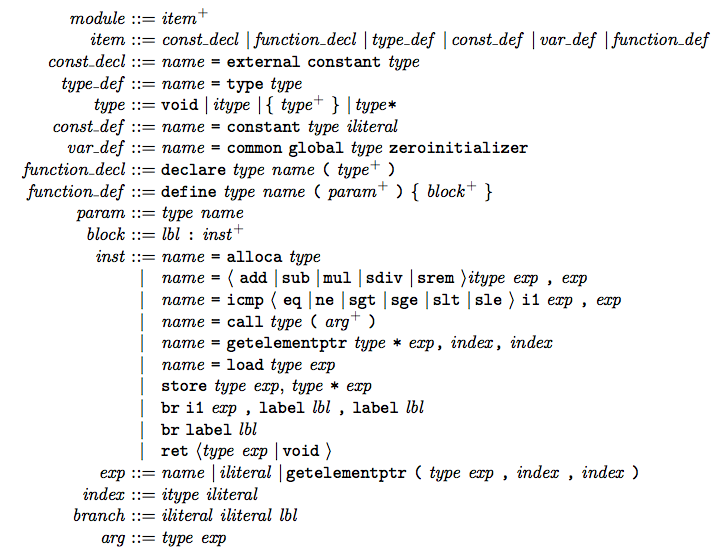 module ::= item⁺
item ::= const_decl | function_decl | type_def | const_def | var_def | function_def
const_decl ::= name = external constant type
type_def ::= name = type type
type ::= void | itype | { type⁺ } | type*
const_def ::= name = constant type iliteral
var_def ::= name = common global type zeroinitializer
function_decl ::= declare type name ( type⁺ )
function_def ::= define type name ( param⁺ ) { block⁺ }
param ::= type name
block ::= lbl : inst⁺
inst ::= name = alloca type
| name = ⟨ add | sub | mul | sdiv | srem ⟩ itype exp , exp
| name = icmp ⟨ eq | ne | sgt | sge | slt | sle ⟩ i1 exp , exp
| name = call type ( arg⁺ )
| name = getelementptr type * exp, index, index
| name = load type exp
| store type exp, type * exp
| br i1 exp , label lbl , label lbl
| br label lbl
| ret ⟨type exp | void ⟩
exp ::= name | iliteral | getelementptr ( type exp , index , index )
index ::= itype iliteral
branch ::= iliteral iliteral lbl
arg ::= type exp